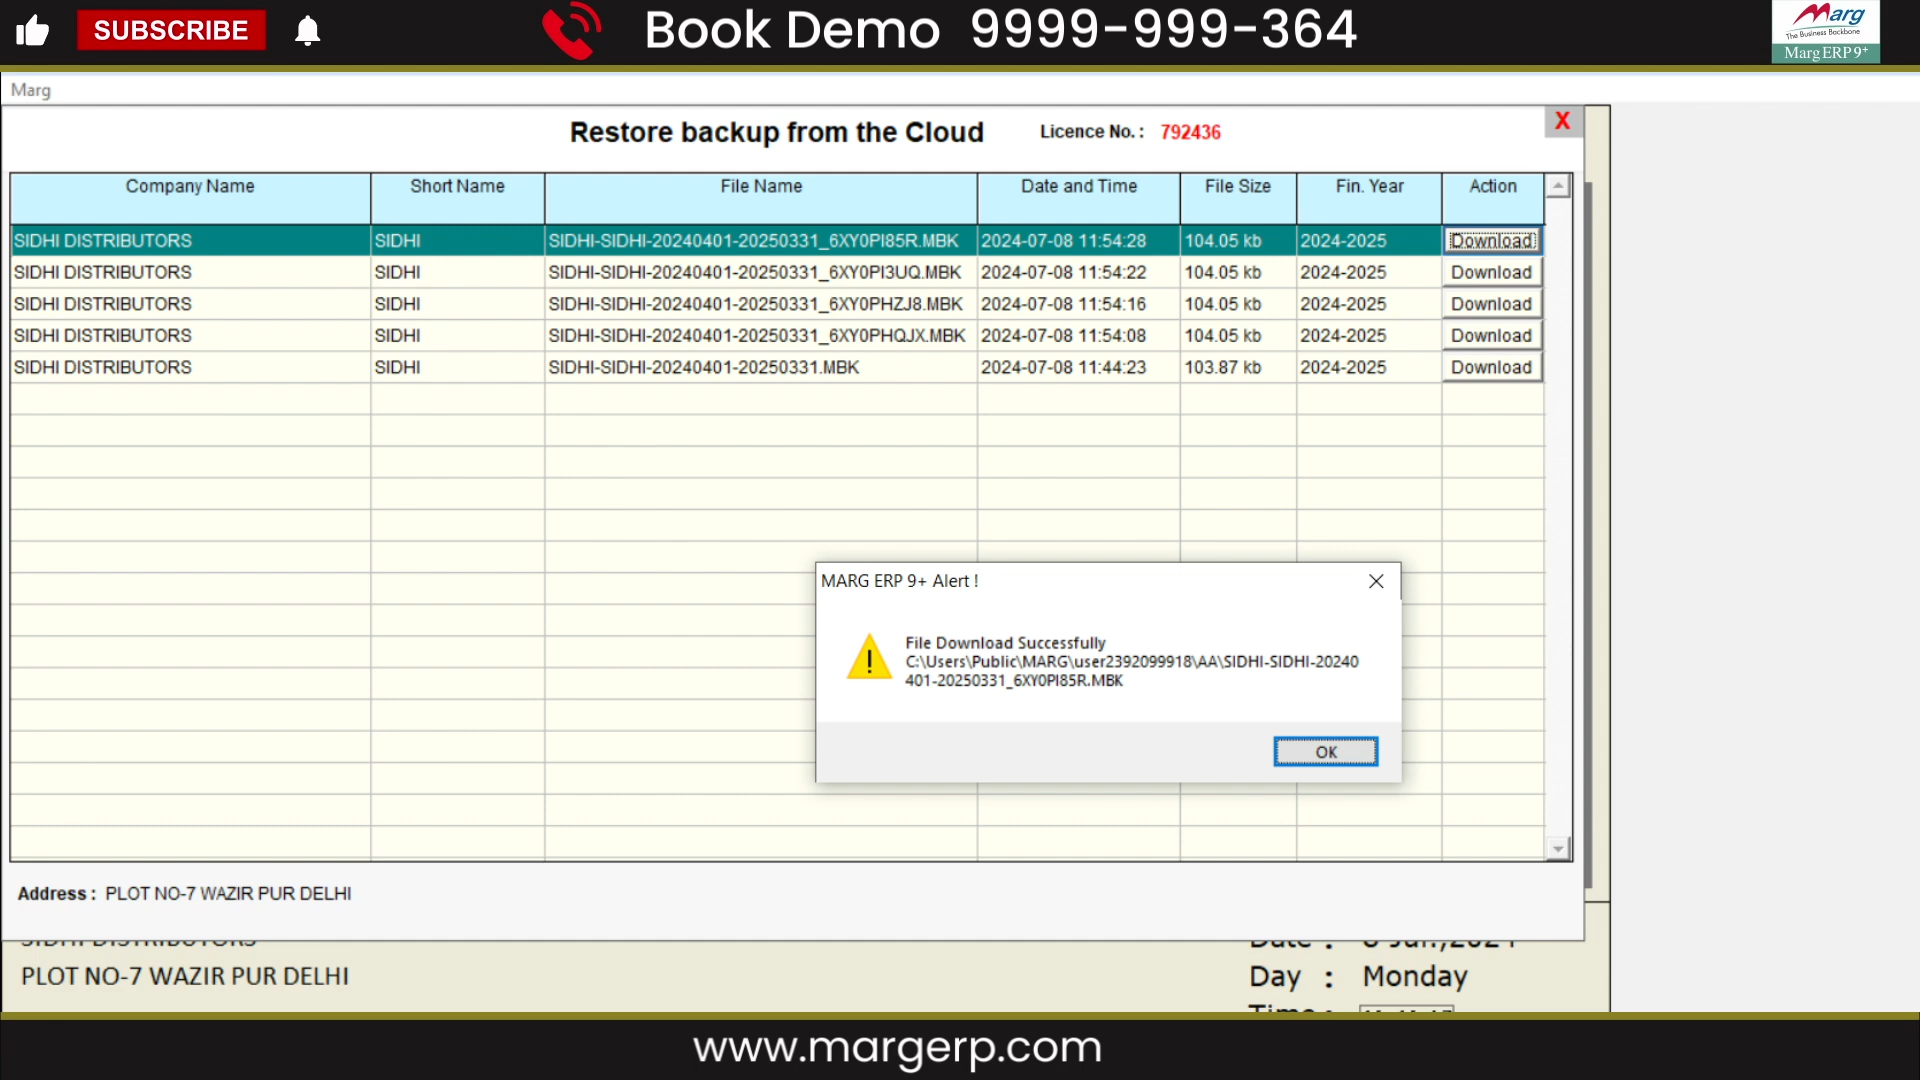 SUBSCRIBE
Book Demo 9999-999-364
Marg
The Business Backbone
Marg ERP 9+
Marg
Restore backup from the Cloud Licence No. : 792436
X
Company Name Short Name File Name Date and Time File Size Fin. Year Action
SIDHI DISTRIBUTORS SIDHI SIDHI-SIDHI-20240401-20250331_6XY0PI85R.MBK 2024-07-08 11:54:28 104.05 kb 2024-2025 Download
SIDHI DISTRIBUTORS SIDHI SIDHI-SIDHI-20240401-20250331_6XY0PI3UQ.MBK 2024-07-08 11:54:22 104.05 kb 2024-2025 Download
SIDHI DISTRIBUTORS SIDHI SIDHI-SIDHI-20240401-20250331_6XY0PHZJ8.MBK 2024-07-08 11:54:16 104.05 kb 2024-2025 Download
SIDHI DISTRIBUTORS SIDHI SIDHI-SIDHI-20240401-20250331_6XY0PHQJX.MBK 2024-07-08 11:54:08 104.05 kb 2024-2025 Download
SIDHI DISTRIBUTORS SIDHI SIDHI-SIDHI-20240401-20250331.MBK 2024-07-08 11:44:23 103.87 kb 2024-2025 Download
MARG ERP 9+ Alert !
File Download Successfully
C:\Users\Public\MARG\user2392099918\AA\SIDHI-SIDHI-20240
401-20250331_6XY0PI85R.MBK
OK
Address : PLOT NO-7 WAZIR PUR DELHI
SIDHI DISTRIBUTORS
Date :
PLOT NO-7 WAZIR PUR DELHI
Day : Monday
Time :
www.margerp.com